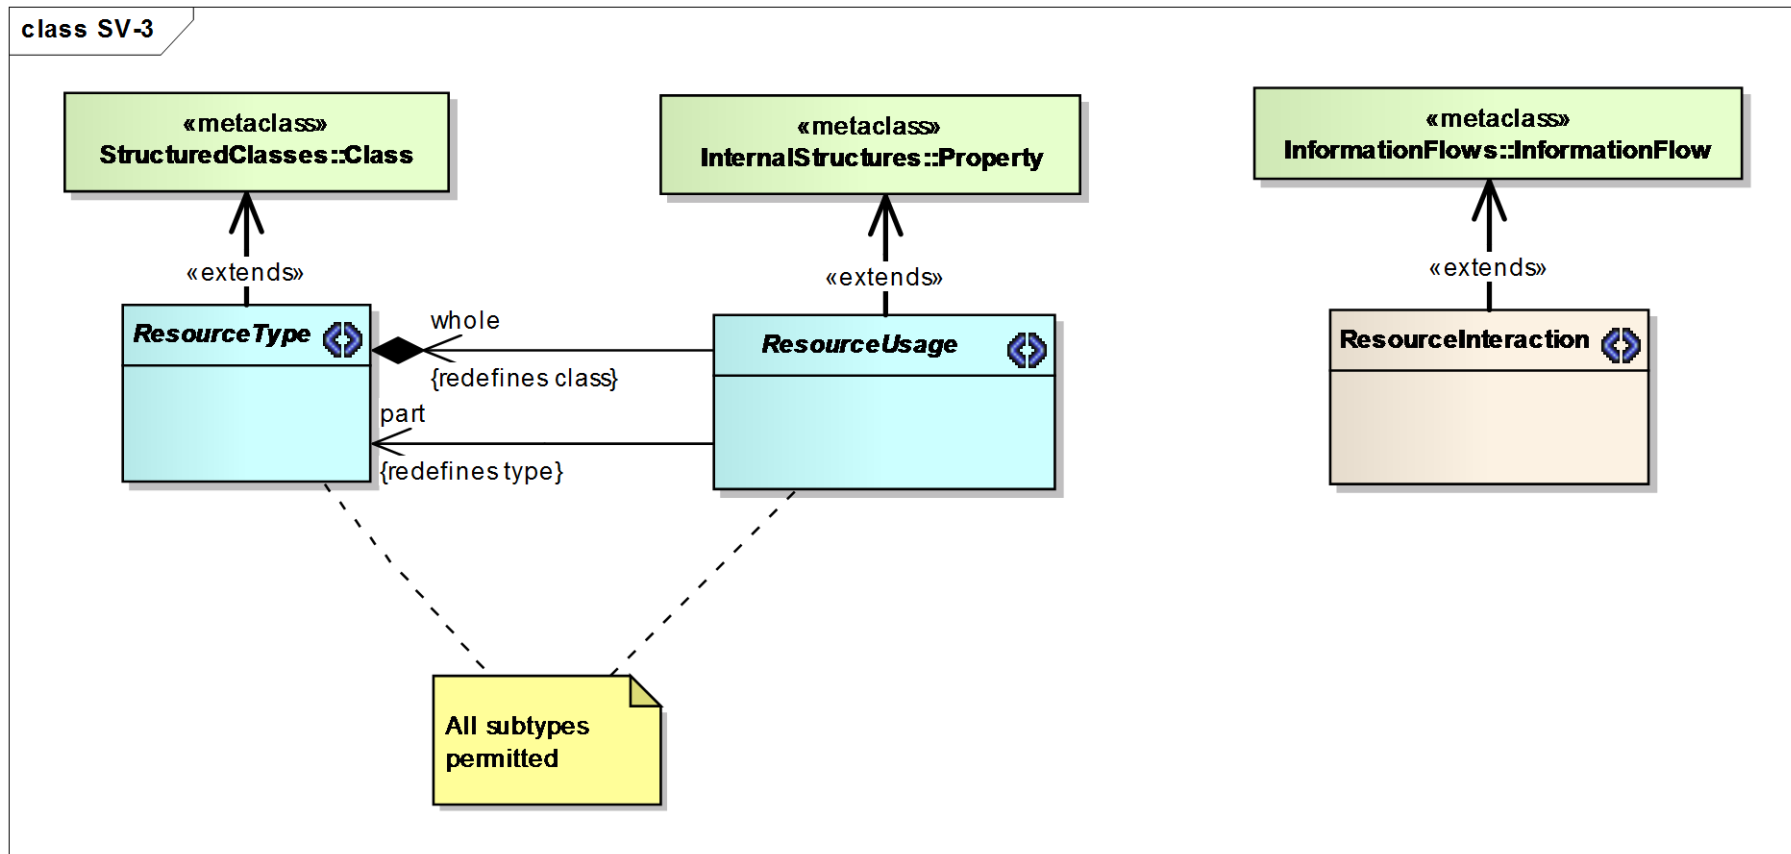 class SV-3
«metaclass»
StructuredClasses::Class
«metaclass»
InternalStructures::Property
«metaclass»
InformationFlows::InformationFlow
«extends»
«extends»
«extends»
ResourceType
whole
{redefines class}
part
{redefines type}
ResourceUsage
ResourceInteraction
All subtypes
permitted